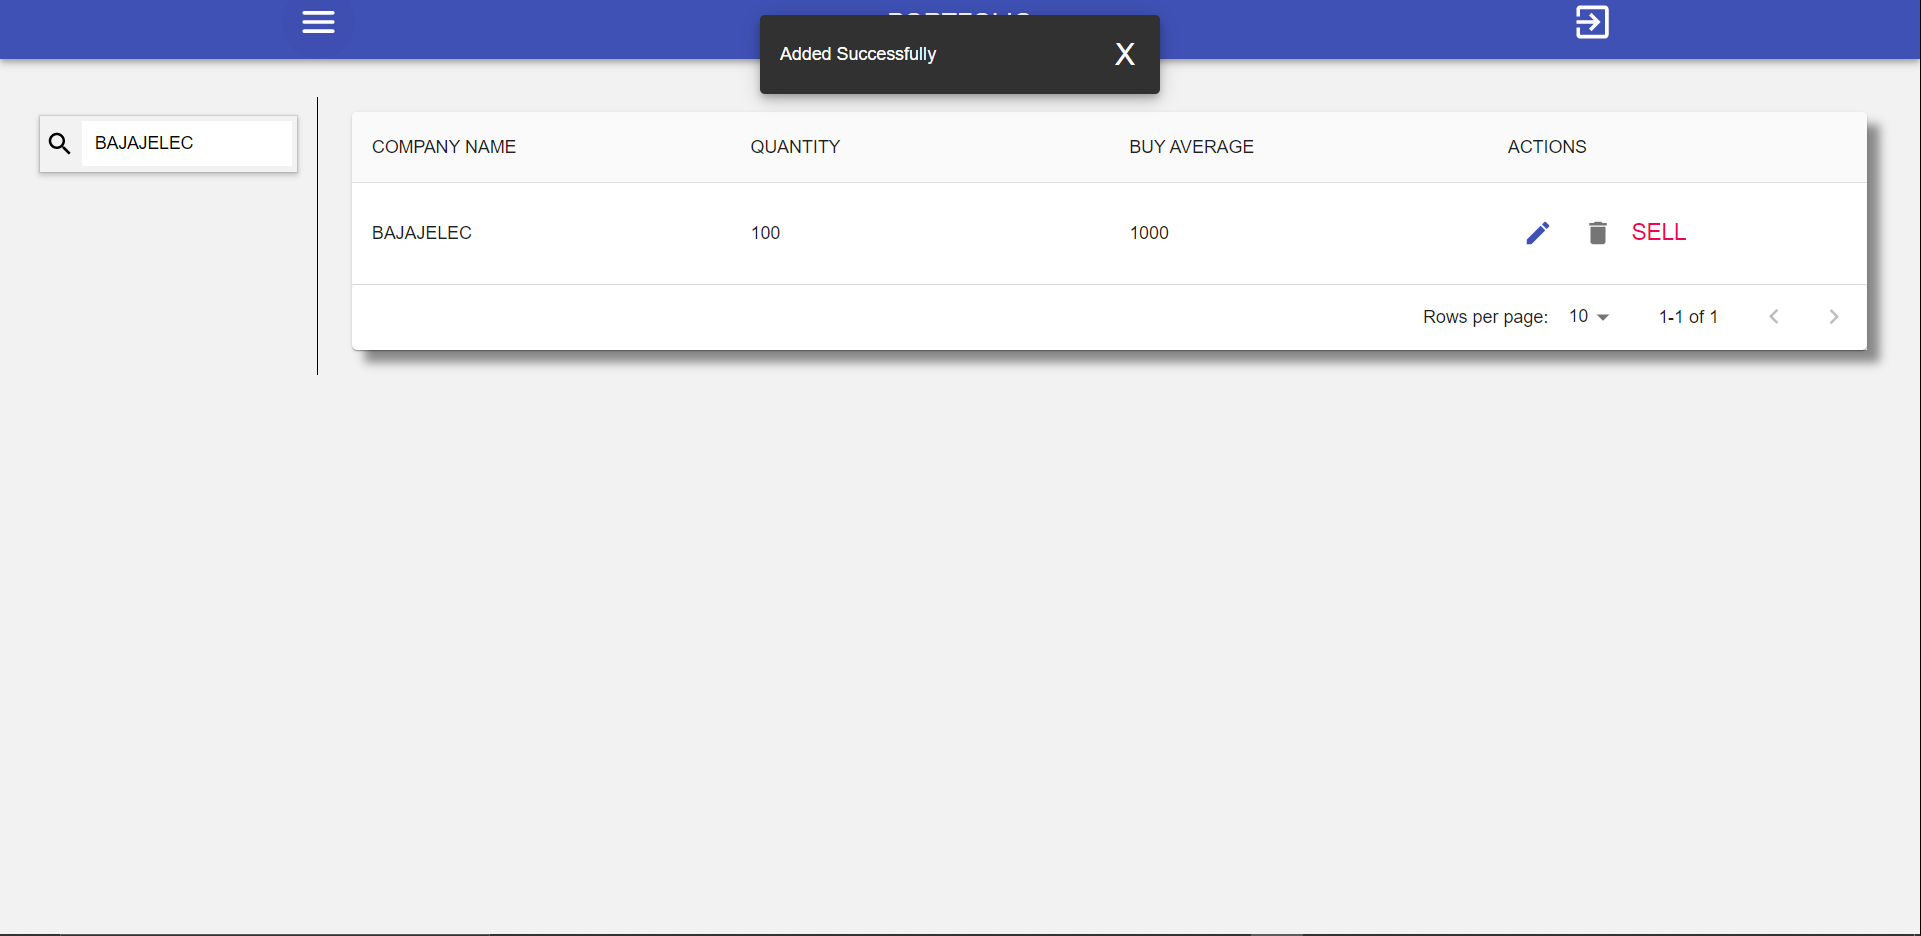 Added Successfully X
BAJAJELEC
COMPANY NAME QUANTITY BUY AVERAGE ACTIONS
BAJAJELEC 100 1000 SELL
Rows per page: 10 1-1 of 1